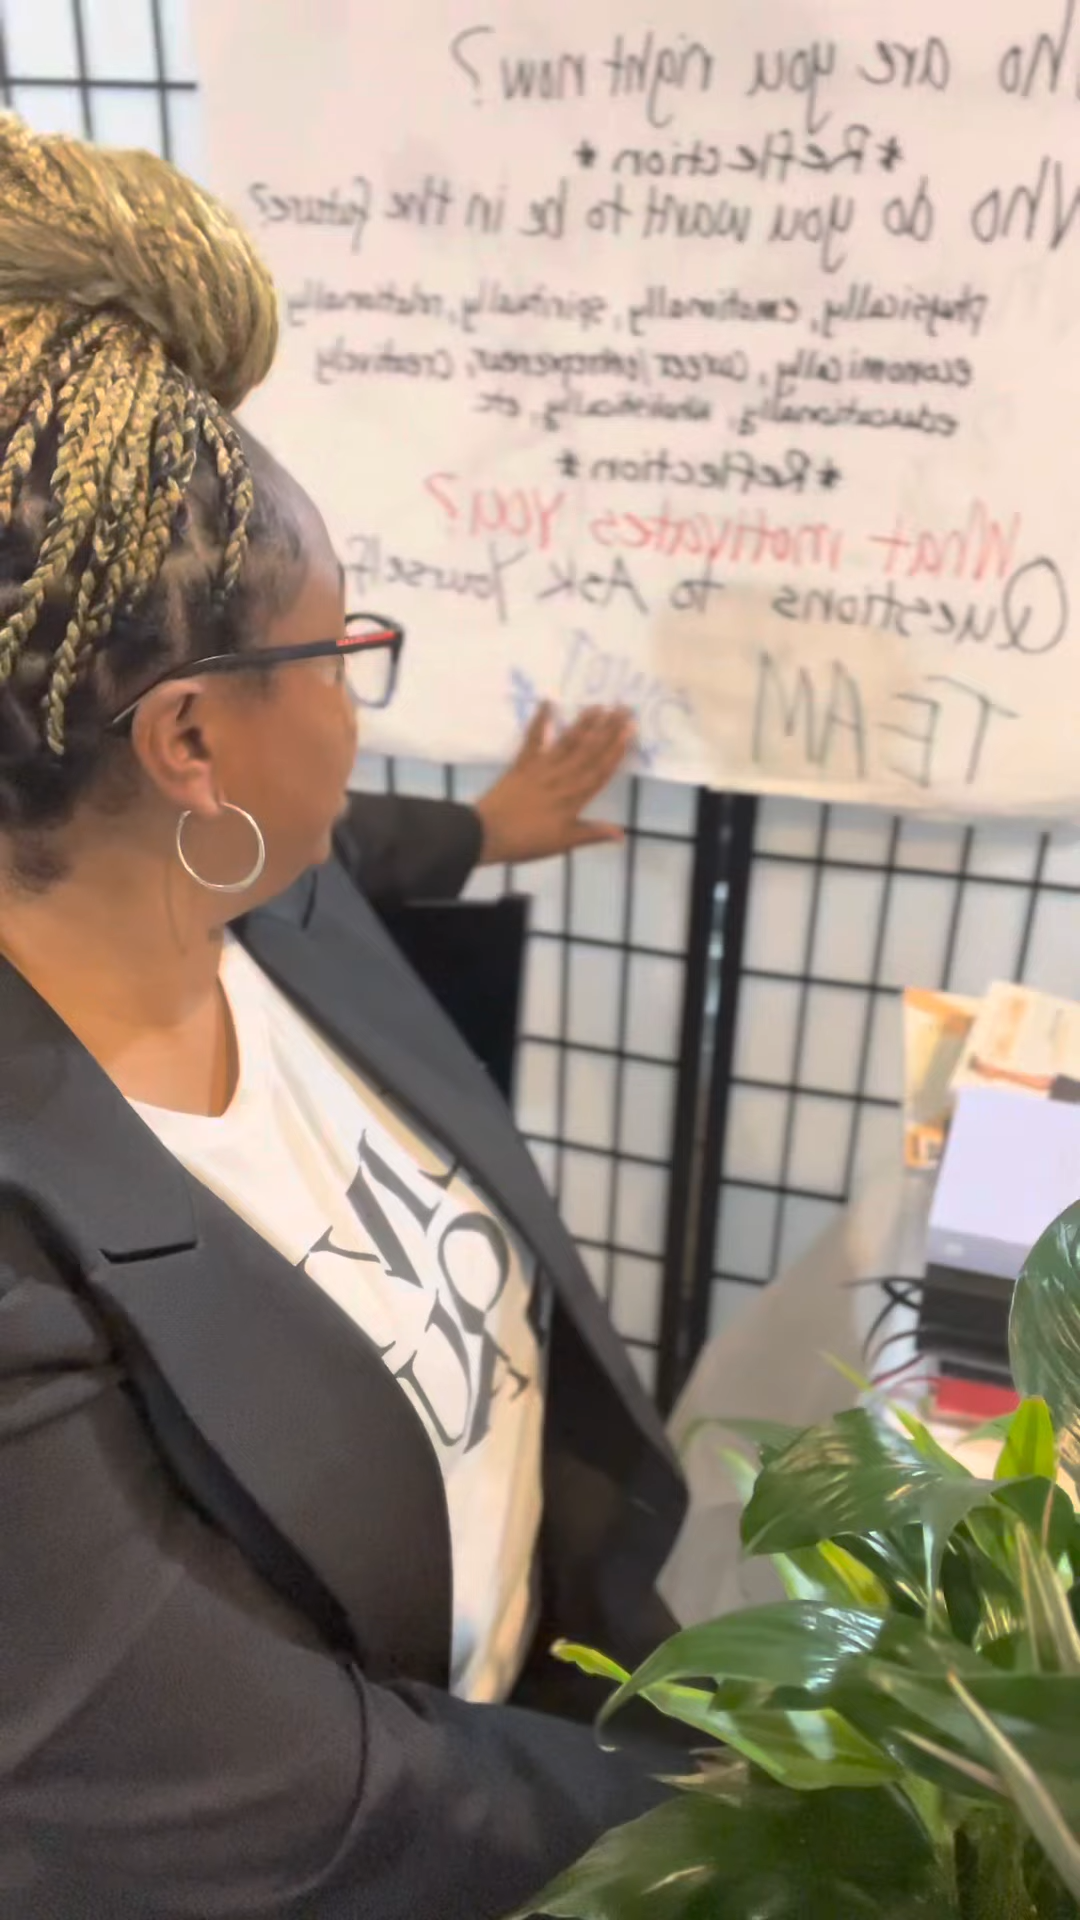 Who are you right now?
*Reflection*
Who do you want to be in the future?
physically, emotionally, spiritually, relationally
economically, career/entrepreneur, creatively
educationally, wholistically, etc
*Reflection*
What motivates you?
Questions to Ask Yourself
TEAM